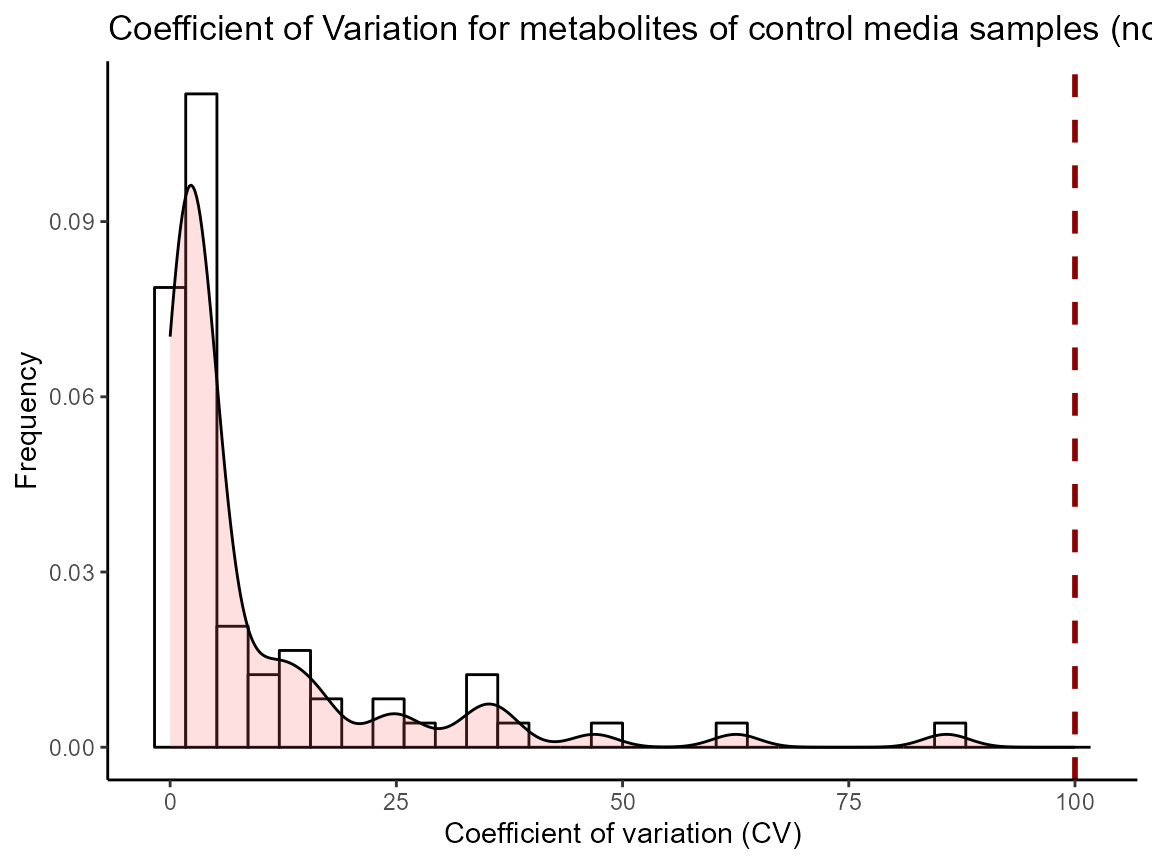 Coefficient of Variation for metabolites of control media samples (no
0.09
0.06
0.03
0.00
Frequency
0 25 50 75 100
Coefficient of variation (CV)